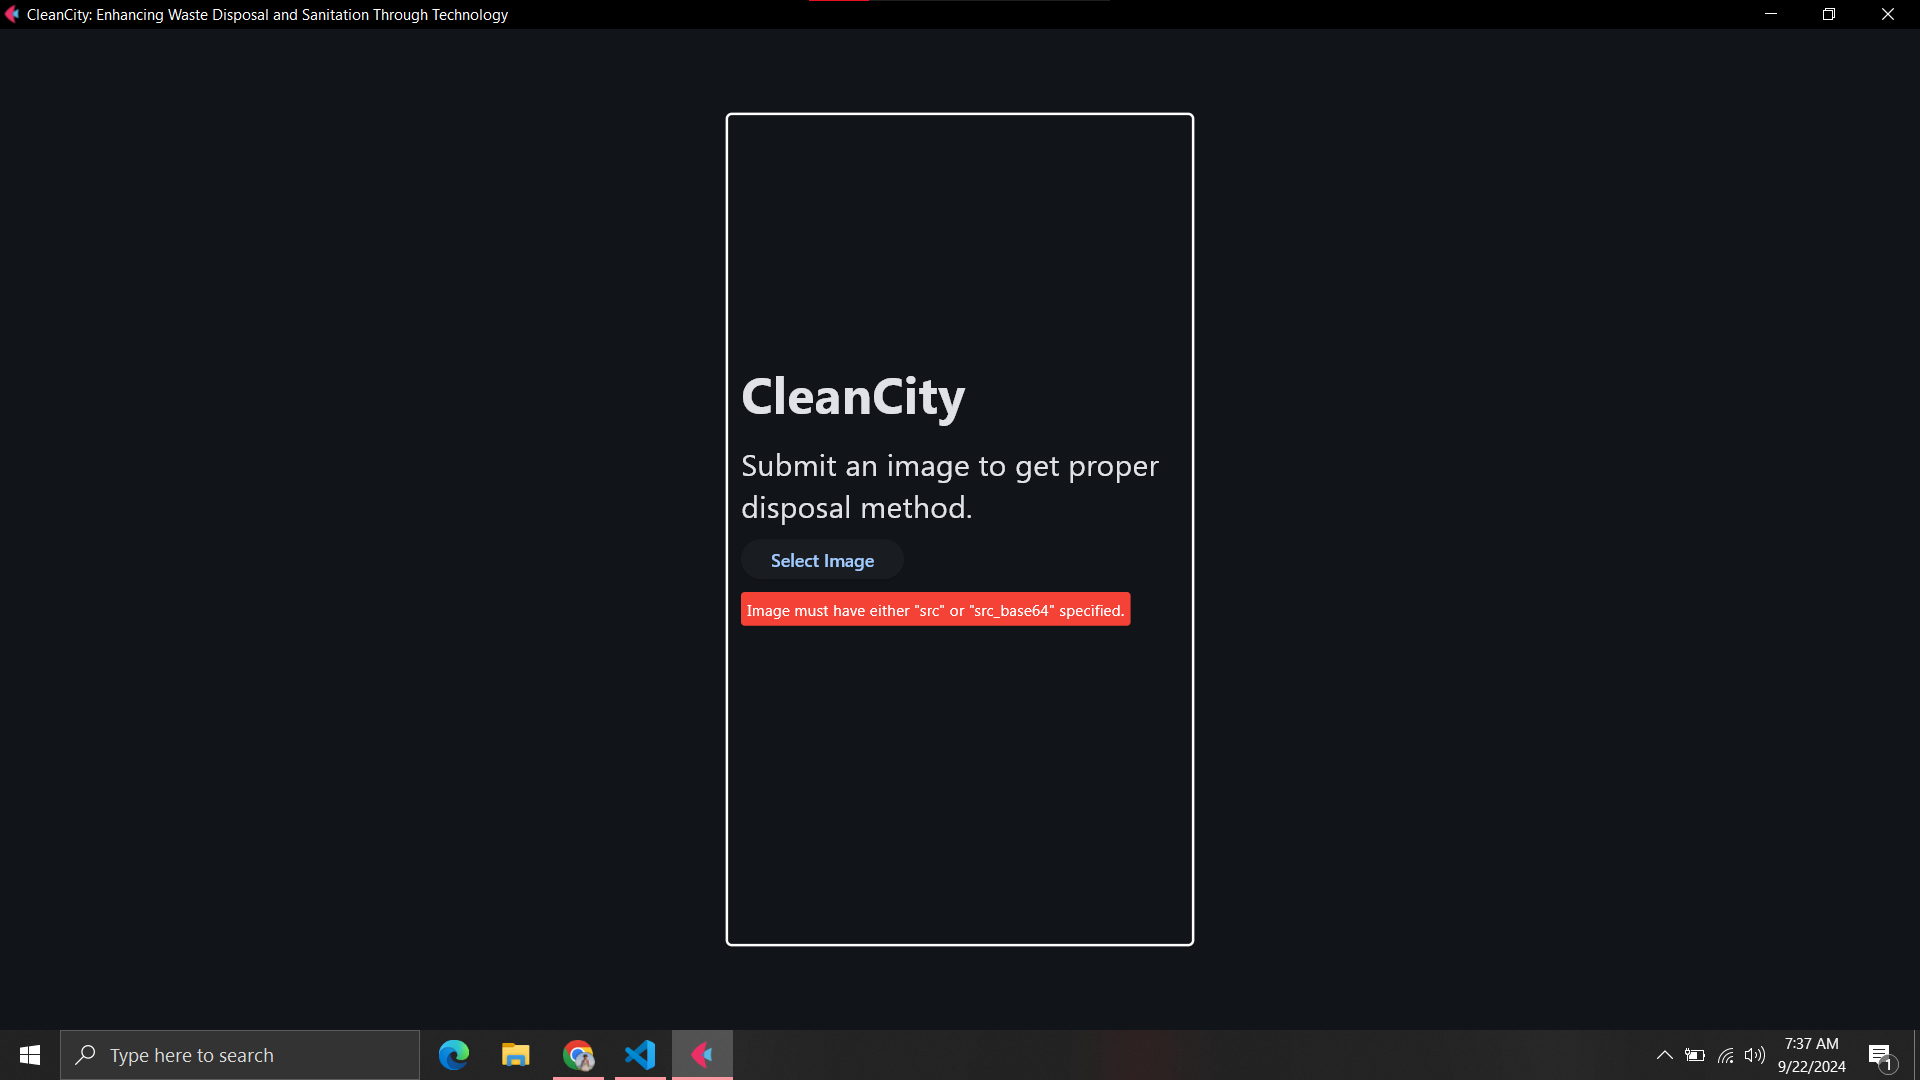 CleanCity: Enhancing Waste Disposal and Sanitation Through Technology
CleanCity
Submit an image to get proper
disposal method.
Select Image
Image must have either "src" or "src_base64" specified.
Type here to search
7:37 AM
9/22/2024
1